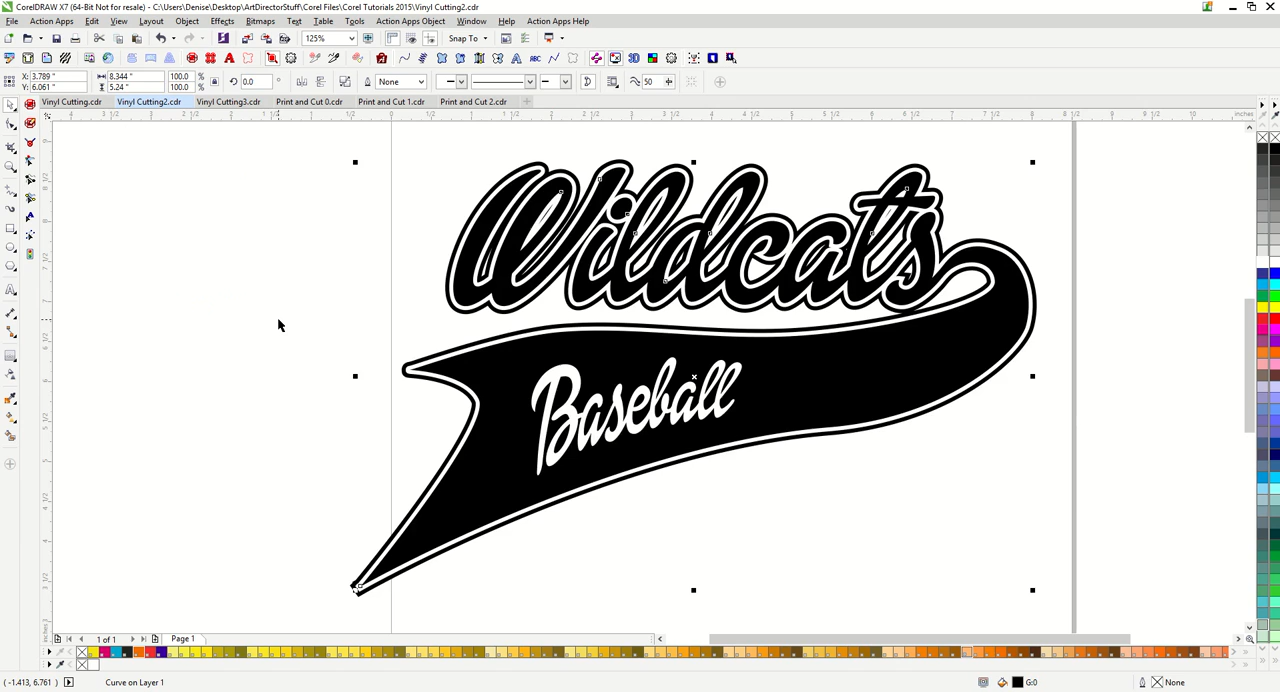 CorelDRAW X7 (64-Bit Not for resale) - C:\Users\Denise\Desktop\ArtDirectorStuff\Corel Files\Corel Tutorials 2015\Vinyl Cutting2.cdr
File Action Apps Edit View Layout Object Effects Bitmaps Text Table Tools Action Apps Object Window Help Action Apps Help
125% Snap To
X: 3.789 " 8.344 " 100.0 % 0.0 ° None 50
Y: 6.061 " 5.24 " 100.0 %
Vinyl Cutting.cdr Vinyl Cutting2.cdr Vinyl Cutting3.cdr Print and Cut 0.cdr Print and Cut 1.cdr Print and Cut 2.cdr
inches
Wildcats
Baseball
1 of 1 Page 1
( -1.413, 6.761 ) Curve on Layer 1 G:0 None